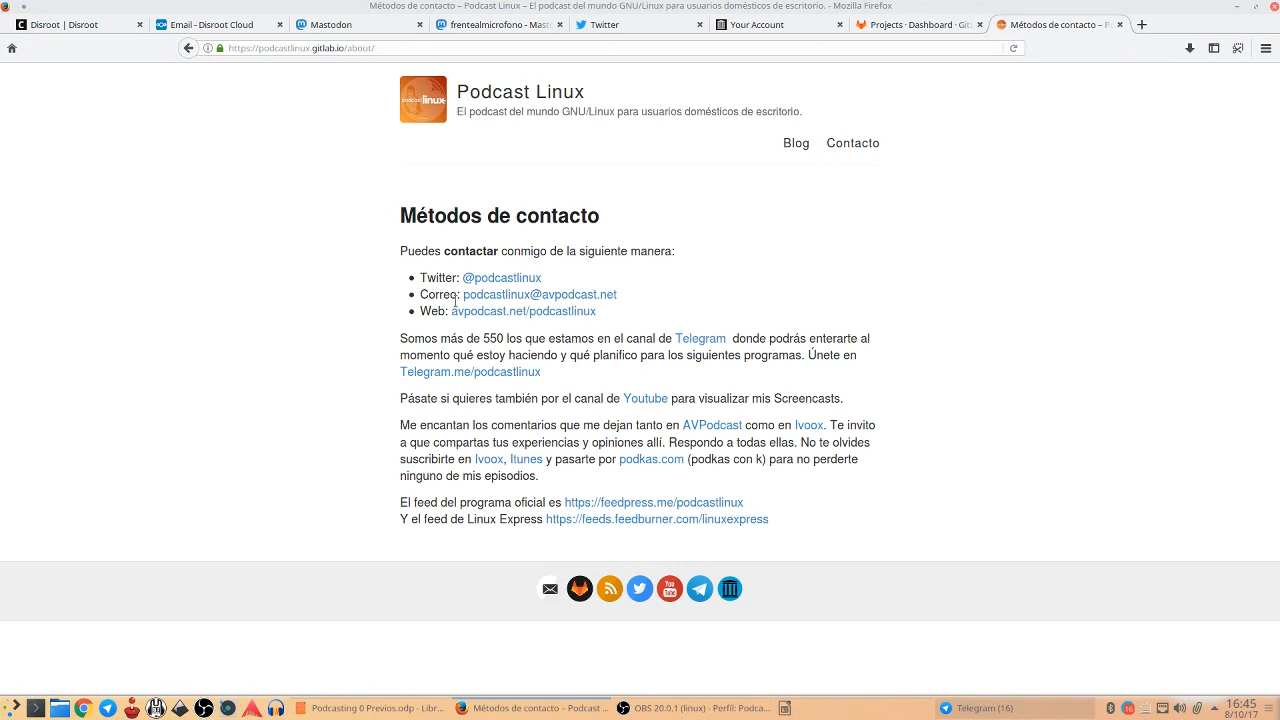 Métodos de contacto – Podcast Linux – El podcast del mundo GNU/Linux para usuarios domésticos de escritorio. - Mozilla Firefox
Disroot | Disroot
Email - Disroot Cloud
Mastodon
frentealmicrofono - Mast
Twitter
Your Account
Projects · Dashboard · Git
Métodos de contacto – P
https://podcastlinux.gitlab.io/about/
podcast linux
Podcast Linux
El podcast del mundo GNU/Linux para usuarios domésticos de escritorio.
Blog Contacto
Métodos de contacto
Puedes contactar conmigo de la siguiente manera:
Twitter: @podcastlinux
Correo: podcastlinux@avpodcast.net
Web: avpodcast.net/podcastlinux
Somos más de 550 los que estamos en el canal de Telegram donde podrás enterarte al
momento qué estoy haciendo y qué planifico para los siguientes programas. Únete en
Telegram.me/podcastlinux
Pásate si quieres también por el canal de Youtube para visualizar mis Screencasts.
Me encantan los comentarios que me dejan tanto en AVPodcast como en Ivoox. Te invito
a que compartas tus experiencias y opiniones allí. Respondo a todas ellas. No te olvides
suscribirte en Ivoox, Itunes y pasarte por podkas.com (podkas con k) para no perderte
ninguno de mis episodios.
El feed del programa oficial es https://feedpress.me/podcastlinux
Y el feed de Linux Express https://feeds.feedburner.com/linuxexpress
You Tube
Podcasting 0 Previos.odp - Libr...
Métodos de contacto – Podcast ...
OBS 20.0.1 (linux) - Perfil: Podca...
Telegram (16)
16:45
8/10/17